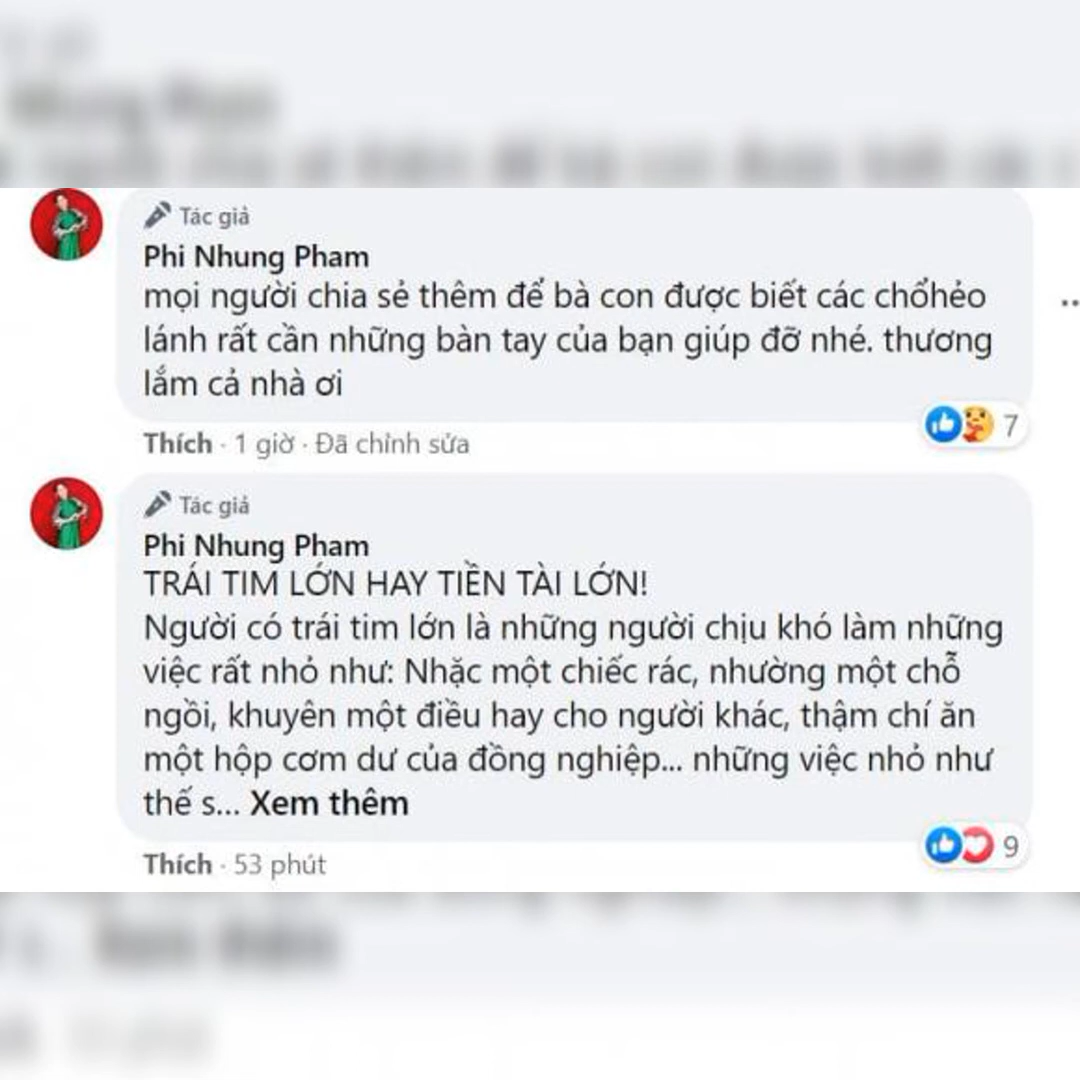 Tác giả
Phi Nhung Pham
mọi người chia sẻ thêm để bà con được biết các chổhẻo
lánh rất cần những bàn tay của bạn giúp đỡ nhé. thương
lắm cả nhà ơi
Thích · 1 giờ · Đã chỉnh sửa
7
Tác giả
Phi Nhung Pham
TRÁI TIM LỚN HAY TIỀN TÀI LỚN!
Người có trái tim lớn là những người chịu khó làm những
việc rất nhỏ như: Nhặc một chiếc rác, nhường một chỗ
ngồi, khuyên một điều hay cho người khác, thậm chí ăn
một hộp cơm dư của đồng nghiệp... những việc nhỏ như
thế s... Xem thêm
Thích · 53 phút
9